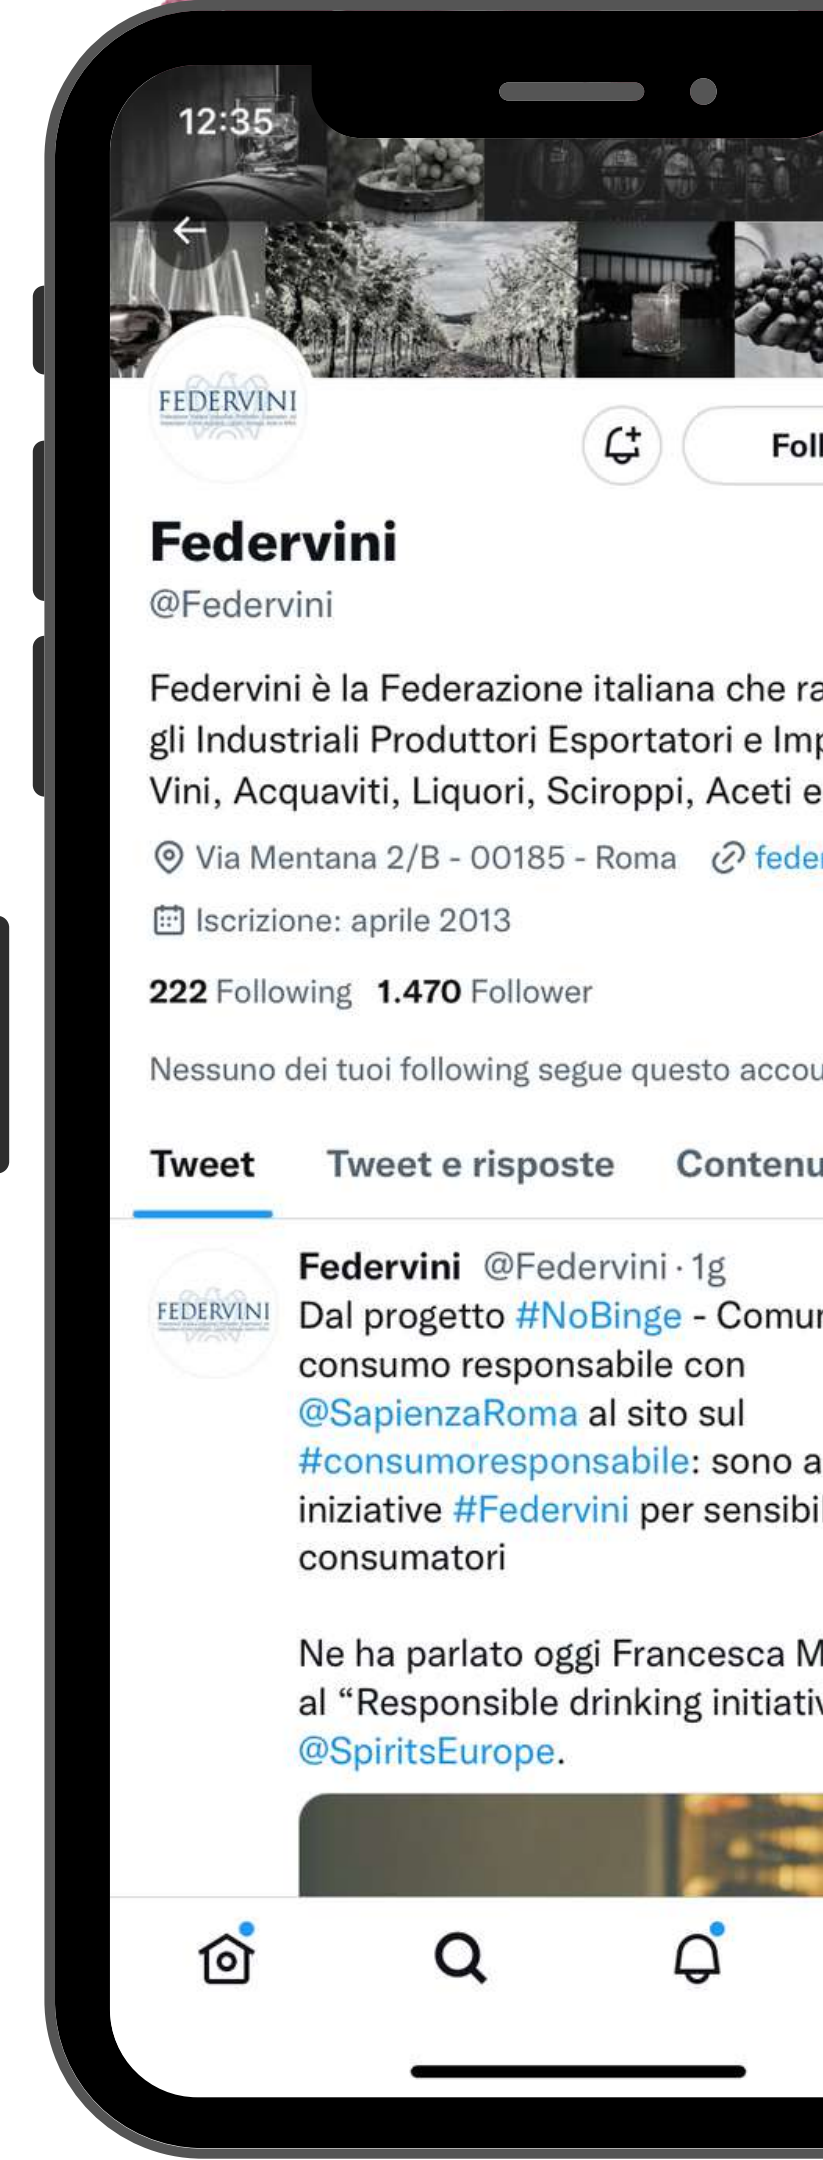 12:35
FEDERVINI
Foll
Federvini
@Federvini
Federvini è la Federazione italiana che ra
gli Industriali Produttori Esportatori e Imp
Vini, Acquaviti, Liquori, Sciroppi, Aceti e
Via Mentana 2/B - 00185 - Roma feder
Iscrizione: aprile 2013
222 Following 1.470 Follower
Nessuno dei tuoi following segue questo accou
Tweet Tweet e risposte Contenu
Federvini @Federvini · 1g
FEDERVINI
Dal progetto #NoBinge - Comun
consumo responsabile con
@SapienzaRoma al sito sul
#consumoresponsabile: sono a
iniziative #Federvini per sensibil
consumatori
Ne ha parlato oggi Francesca M
al “Responsible drinking initiativ
@SpiritsEurope.